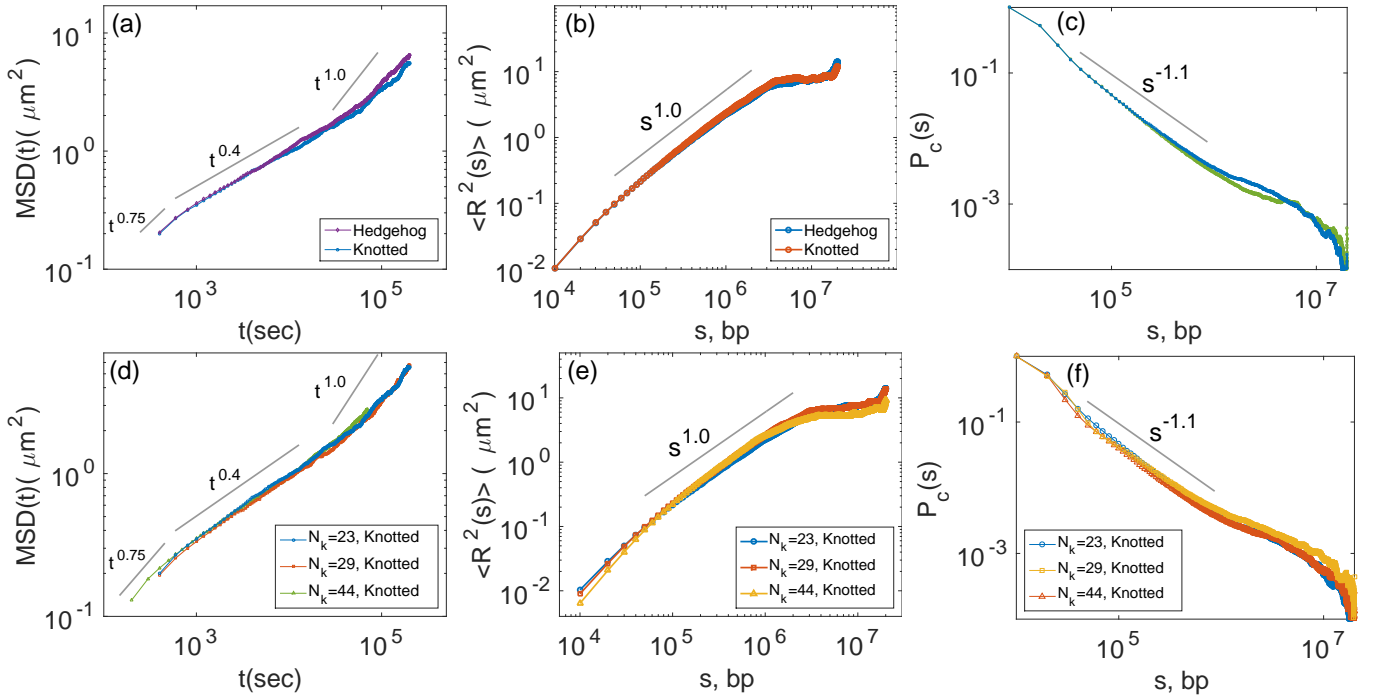 (a)
MSD(t)( μm²)
10¹
10⁰
10⁻¹
t^0.75
t^0.4
t^1.0
Hedgehog
Knotted
10³
10⁵
t(sec)
(b)
<R²(s)> ( μm²)
10²
10¹
10⁰
10⁻¹
10⁻²
s^1.0
Hedgehog
Knotted
10⁴
10⁵
10⁶
10⁷
s, bp
(c)
P_c(s)
10⁻¹
10⁻³
s^-1.1
10⁵
10⁷
s, bp
(d)
MSD(t)( μm²)
10⁰
10⁻¹
t^0.75
t^0.4
t^1.0
N_k=23, Knotted
N_k=29, Knotted
N_k=44, Knotted
10³
10⁵
t(sec)
(e)
<R²(s)> ( μm²)
10²
10¹
10⁰
10⁻¹
10⁻²
s^1.0
N_k=23, Knotted
N_k=29, Knotted
N_k=44, Knotted
10⁴
10⁵
10⁶
10⁷
s, bp
(f)
P_c(s)
10⁻¹
10⁻³
s^-1.1
N_k=23, Knotted
N_k=29, Knotted
N_k=44, Knotted
10⁵
10⁷
s, bp